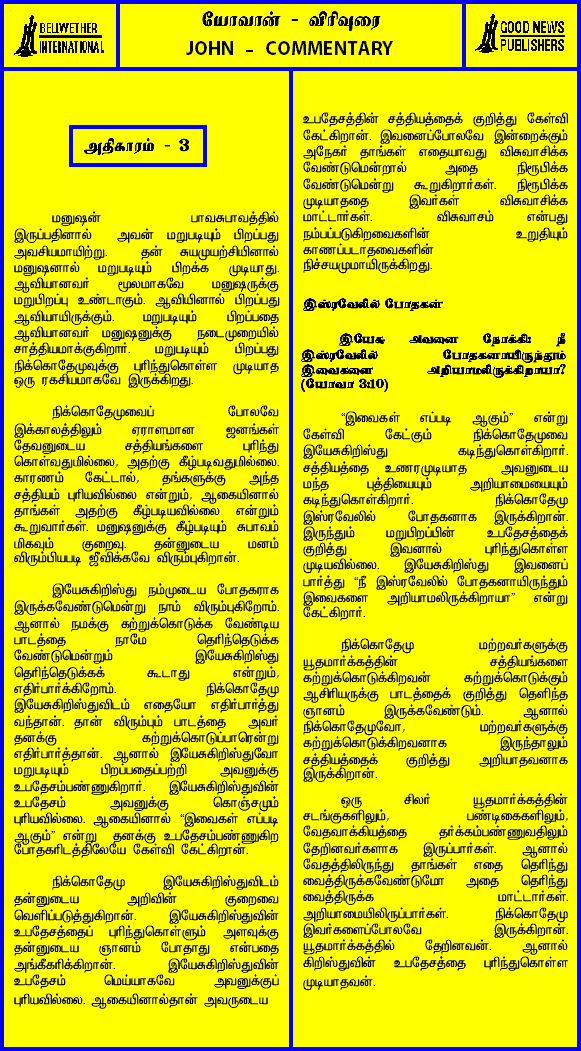 BELWETHER
INTERNATIONAL
யோவான் - விரிவுரை
JOHN - COMMENTARY
GOOD NEWS
PUBLISHERS
அதிகாரம் - 3
மனுஷன் பாவசுபாவத்தில்
இருப்பதினால் அவன் மறுபடியும் பிறப்பது
அவசியமாயிற்று. தன் சுயமுயற்சியினால்
மனுஷனால் மறுபடியும் பிறக்க முடியாது.
ஆவியானவர் மூலமாகவே மனுஷருக்கு
மறுபிறப்பு உண்டாகும். ஆவியினால் பிறப்பது
ஆவியாயிருக்கும். மறுபடியும் பிறப்பதை
ஆவியானவர் மனுஷனுக்கு நடைமுறையில்
சாத்தியமாக்குகிறார். மறுபடியும் பிறப்பது
நிக்கொதேமுவுக்கு புரிந்துகொள்ள முடியாத
ஒரு ரகசியமாகவே இருக்கிறது.
நிக்கொதேமுவைப் போலவே
இக்காலத்திலும் ஏராளமான ஜனங்கள்
தேவனுடைய சத்தியங்களை புரிந்து
கொள்வதுமில்லை, அதற்கு கீழ்படிவதுமில்லை.
காரணம் கேட்டால், தங்களுக்கு அந்த
சத்தியம் புரியவில்லை என்றும், ஆகையினால்
தாங்கள் அதற்கு கீழ்படியவில்லை என்றும்
கூறுவார்கள். மனுஷனுக்கு கீழ்படியும் சுபாவம்
மிகவும் குறைவு. தன்னுடைய மனம்
விரும்பியபடி ஜீவிக்கவே விரும்புகிறான்.
இயேசுகிறிஸ்து நம்முடைய போதகராக
இருக்கவேண்டுமென்று நாம் விரும்புகிறோம்.
ஆனால் நமக்கு கற்றுக்கொடுக்க வேண்டிய
பாடத்தை நாமே தெரிந்தெடுக்க
வேண்டுமென்றும் இயேசுகிறிஸ்து
தெரிந்தெடுக்கக் கூடாது என்றும்,
எதிர்பார்க்கிறோம். நிக்கொதேமு
இயேசுகிறிஸ்துவிடம் எதையோ எதிர்பார்த்து
வந்தான். தான் விரும்பும் பாடத்தை அவர்
தனக்கு கற்றுக்கொடுப்பாரென்று
எதிர்பார்த்தான். ஆனால் இயேசுகிறிஸ்துவோ
மறுபடியும் பிறப்பதைப்பற்றி அவனுக்கு
உபதேசம்பண்ணுகிறார். இயேசுகிறிஸ்துவின்
உபதேசம் அவனுக்கு கொஞ்சமும்
புரியவில்லை. ஆகையினால் “இவைகள் எப்படி
ஆகும்” என்று தனக்கு உபதேசம்பண்ணுகிற
போதகரிடத்திலேயே கேள்வி கேட்கிறான்.
நிக்கொதேமு இயேசுகிறிஸ்துவிடம்
தன்னுடைய அறிவின் குறைவை
வெளிப்படுத்துகிறான். இயேசுகிறிஸ்துவின்
உபதேசத்தைப் புரிந்துகொள்ளும் அளவுக்கு
தன்னுடைய ஞானம் போதாது என்பதை
அங்கீகரிக்கிறான். இயேசுகிறிஸ்துவின்
உபதேசம் மெய்யாகவே அவனுக்குப்
புரியவில்லை. ஆகையினால்தான் அவருடைய
உபதேசத்தின் சத்தியத்தைக் குறித்து கேள்வி
கேட்கிறான். இவனைப்போலவே இன்றைக்கும்
அநேகர் தாங்கள் எதையாவது விசுவாசிக்க
வேண்டுமென்றால் அதை நிரூபிக்க
வேண்டுமென்று கூறுகிறார்கள். நிரூபிக்க
முடியாததை இவர்கள் விசுவாசிக்க
மாட்டார்கள். விசுவாசம் என்பது
நம்பப்படுகிறவைகளின் உறுதியும்
காணப்படாதவைகளின்
நிச்சயமுமாயிருக்கிறது.
இஸ்ரவேலில் போதகன்
இயேசு அவனை நோக்கி: நீ
இஸ்ரவேலில் போதகனாயிருந்தும்
இவைகளை அறியாமலிருக்கிறாயா?
(யோவா 3:10)
“இவைகள் எப்படி ஆகும்” என்று
கேள்வி கேட்கும் நிக்கொதேமுவை
இயேசுகிறிஸ்து கடிந்துகொள்கிறார்.
சத்தியத்தை உணரமுடியாத அவனுடைய
மந்த புத்தியையும் அறியாமையையும்
கடிந்துகொள்கிறார். நிக்கொதேமு
இஸ்ரவேலில் போதகனாக இருக்கிறான்.
இருந்தும் மறுபிறப்பின் உபதேசத்தைக்
குறித்து இவனால் புரிந்துகொள்ள
முடியவில்லை. இயேசுகிறிஸ்து இவனைப்
பார்த்து “நீ இஸ்ரவேலில் போதகனாயிருந்தும்
இவைகளை அறியாமலிருக்கிறாயா” என்று
கேட்கிறார்.
நிக்கொதேமு மற்றவர்களுக்கு
யூதமார்க்கத்தின் சத்தியங்களை
கற்றுக்கொடுக்கிறவன் கற்றுக்கொடுக்கும்
ஆசிரியருக்கு பாடத்தைக் குறித்து தெளிந்த
ஞானம் இருக்கவேண்டும். ஆனால்
நிக்கொதேமுவோ, மற்றவர்களுக்கு
கற்றுக்கொடுக்கிறவனாக இருந்தாலும்
சத்தியத்தைக் குறித்து அறியாதவனாக
இருக்கிறான்.
ஒரு சிலர் யூதமார்க்கத்தின்
சடங்குகளிலும், பண்டிகைகளிலும்,
வேதவாக்கியத்தை தர்க்கம்பண்ணுவதிலும்
தேறினவர்களாக இருப்பார்கள். ஆனால்
வேதத்திலிருந்து தாங்கள் எதை தெரிந்து
வைத்திருக்கவேண்டுமோ அதை தெரிந்து
வைத்திருக்க மாட்டார்கள்.
அறியாமையிலிருப்பார்கள். நிக்கொதேமு
இவர்களைப்போலவே இருக்கிறான்.
யூதமார்க்கத்தில் தேறினவன். ஆனால்
கிறிஸ்துவின் உபதேசத்தை புரிந்துகொள்ள
முடியாதவன்.